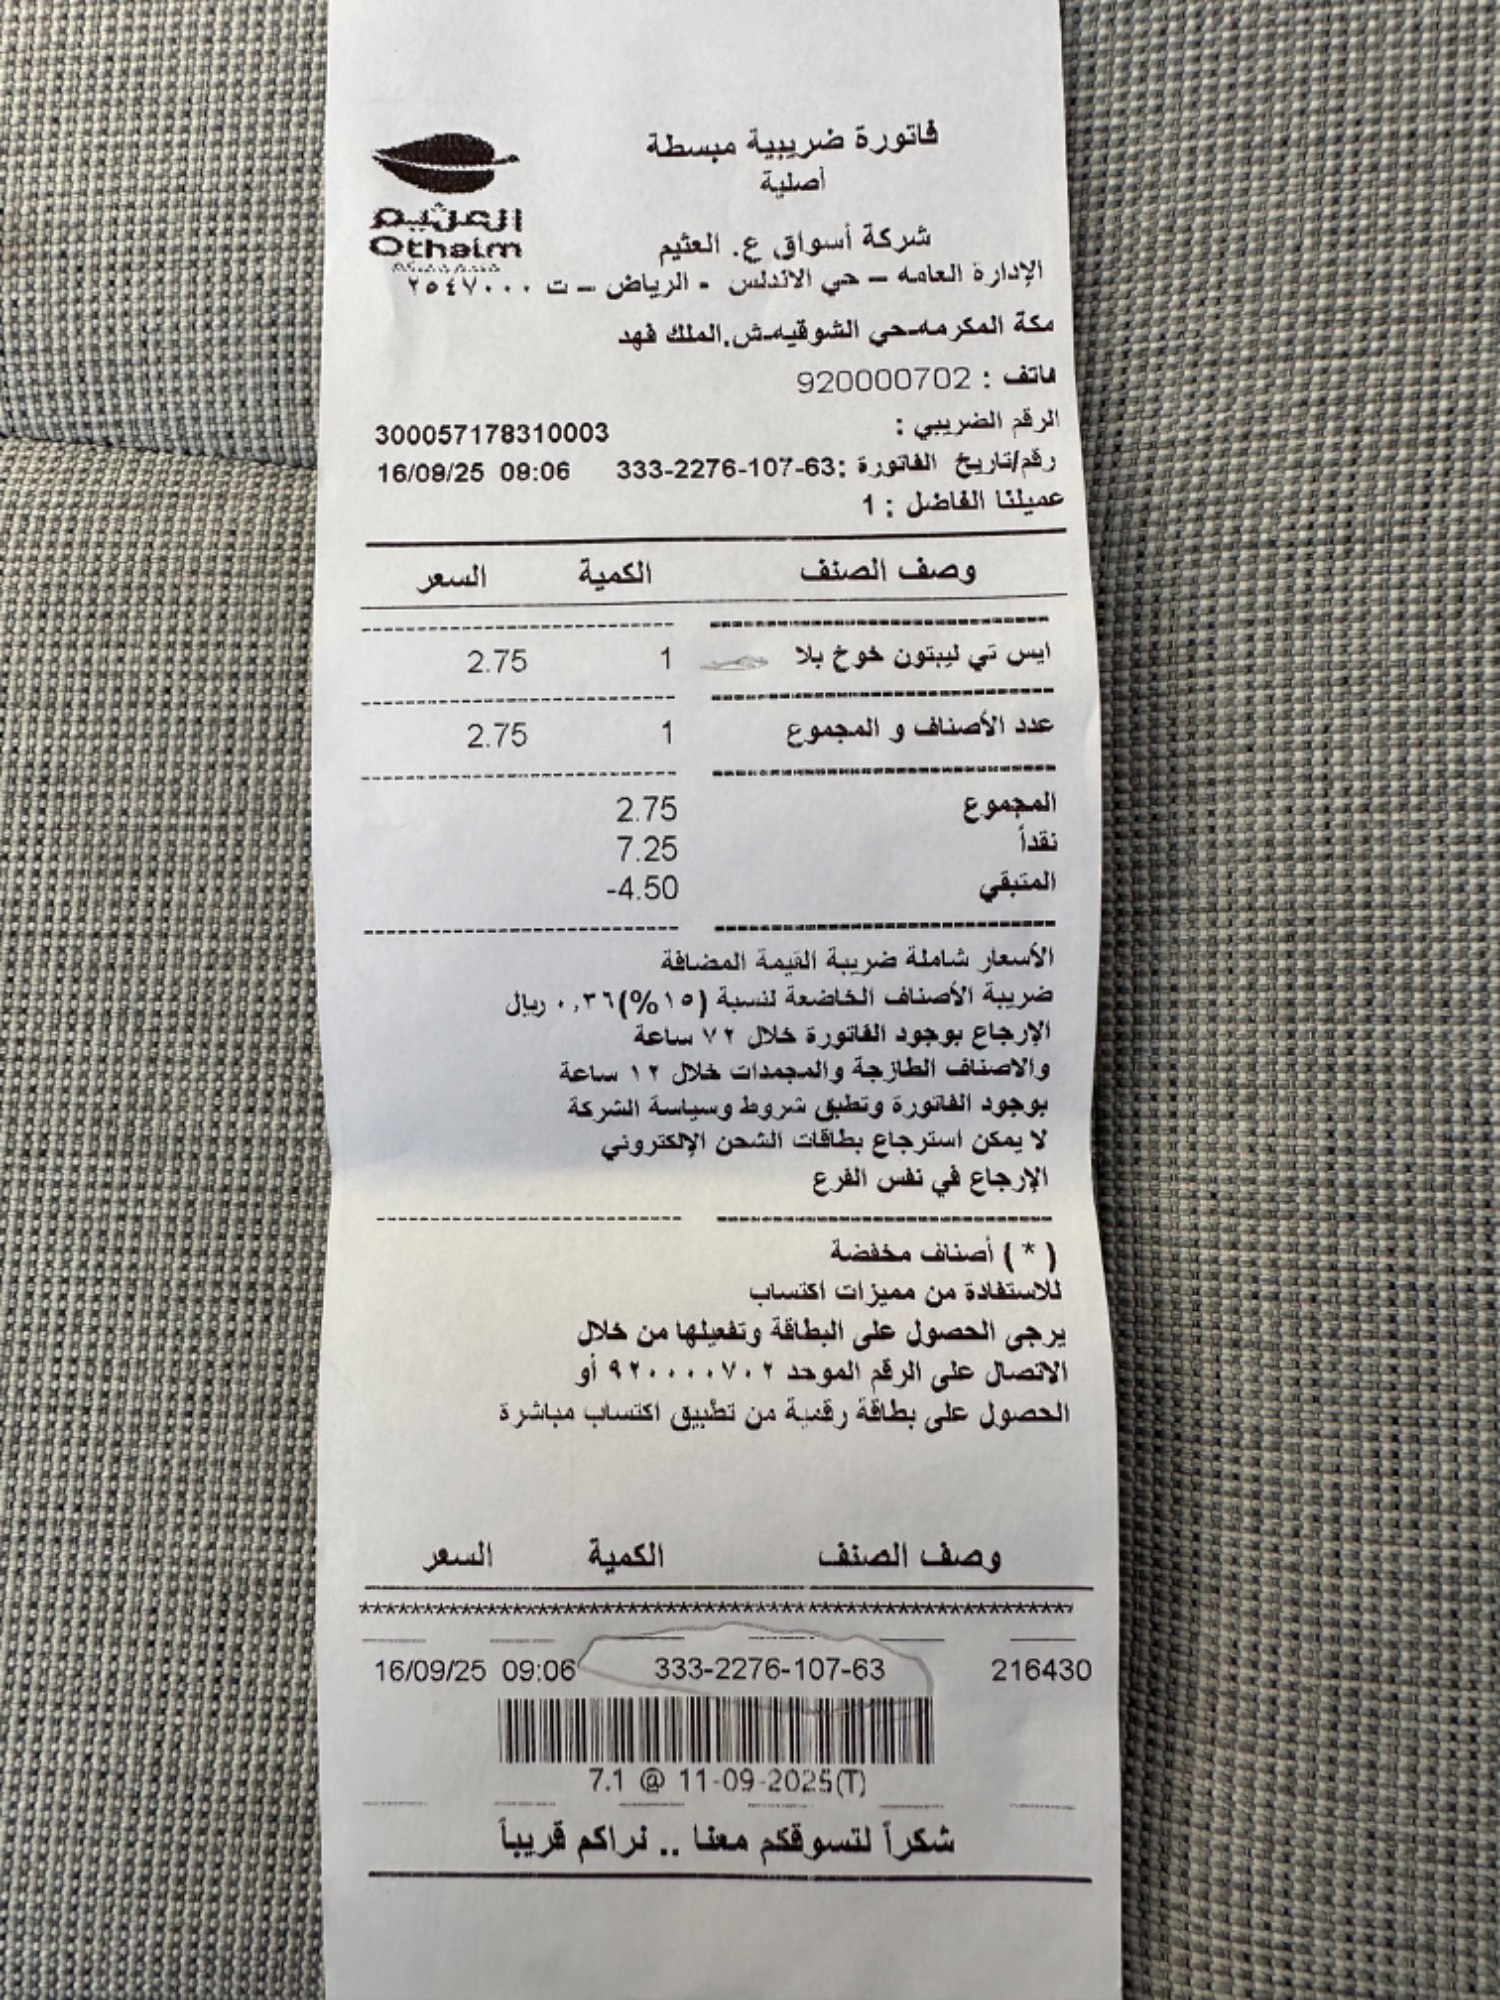 فاتورة ضريبية مبسطة
أصلية
العثيم
Othaim
شركة أسواق ع. العثيم
الإدارة العامه – حي الاندلس - الرياض – ت ٢٥٤٧٠٠٠
مكة المكرمه-حي الشوقيه-ش.الملك فهد
هاتف : 920000702
الرقم الضريبي : 300057178310003
رقم/تاريخ الفاتورة :333-2276-107-63 16/09/25 09:06
عميلنا الفاضل : 1
وصف الصنف الكمية السعر
ايس تي ليبتون خوخ بلا 1 2.75
عدد الأصناف و المجموع 1 2.75
المجموع 2.75
نقداً 7.25
المتبقي -4.50
الأسعار شاملة ضريبة القيمة المضافة
ضريبة الأصناف الخاضعة لنسبة (١٥%)٠,٣٦ ريال
الإرجاع بوجود الفاتورة خلال ٧٢ ساعة
والاصناف الطازجة والمجمدات خلال ١٢ ساعة
بوجود الفاتورة وتطبق شروط وسياسة الشركة
لا يمكن استرجاع بطاقات الشحن الإلكتروني
الإرجاع في نفس الفرع
( * ) أصناف مخفضة
للاستفادة من مميزات اكتساب
يرجى الحصول على البطاقة وتفعيلها من خلال
الاتصال على الرقم الموحد ٩٢٠٠٠٠٧٠٢ أو
الحصول على بطاقة رقمية من تطبيق اكتساب مباشرة
وصف الصنف الكمية السعر
*******************************************************
216430 333-2276-107-63 16/09/25 09:06
7.1 @ 11-09-2025(T)
شكراً لتسوقكم معنا .. نراكم قريباً